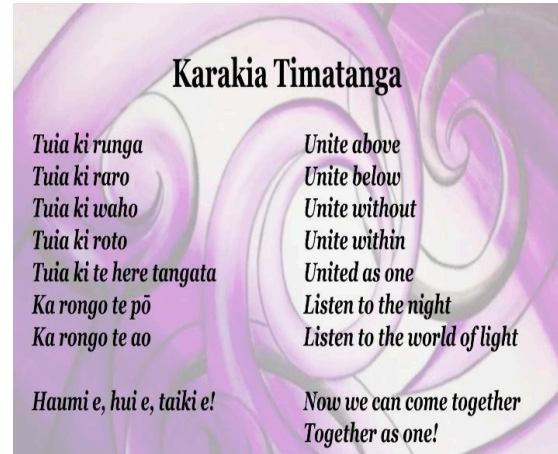 Karakia Timatanga
Tuia ki runga
Tuia ki raro
Tuia ki waho
Tuia ki roto
Tuia ki te here tangata
Ka rongo te pō
Ka rongo te ao
Haumi e, hui e, taiki e!
Unite above
Unite below
Unite without
Unite within
United as one
Listen to the night
Listen to the world of light
Now we can come together
Together as one!